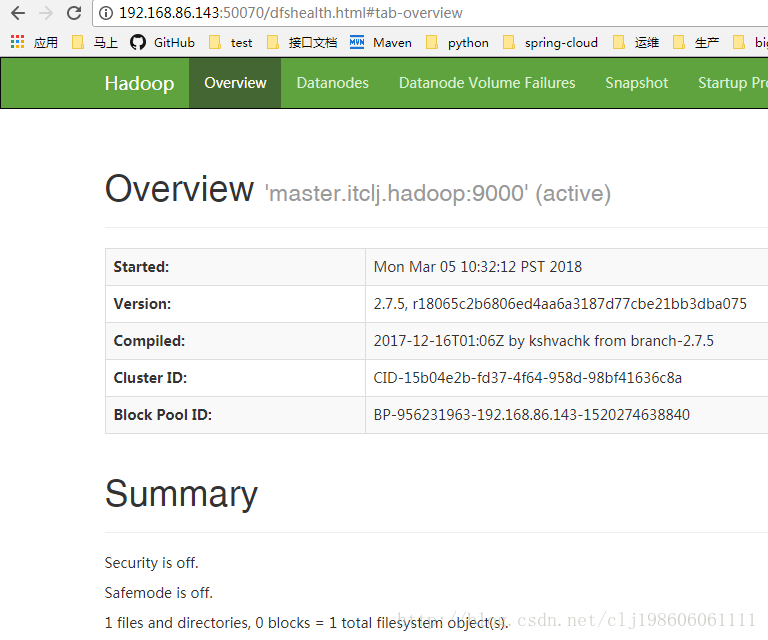 192.168.86.143:50070/dfshealth.html#tab-overview
应用 马上 GitHub test 接口文档 Maven python spring-cloud 运维 生产 big
Hadoop Overview Datanodes Datanode Volume Failures Snapshot Startup Pro
Overview 'master.itclj.hadoop:9000' (active)
Started: Mon Mar 05 10:32:12 PST 2018
Version: 2.7.5, r18065c2b6806ed4aa6a3187d77cbe21bb3dba075
Compiled: 2017-12-16T01:06Z by kshvachk from branch-2.7.5
Cluster ID: CID-15b04e2b-fd37-4f64-958d-98bf41636c8a
Block Pool ID: BP-956231963-192.168.86.143-1520274638840
Summary
Security is off.
Safemode is off.
1 files and directories, 0 blocks = 1 total filesystem object(s).
http://blog.csdn.net/clj198606061111